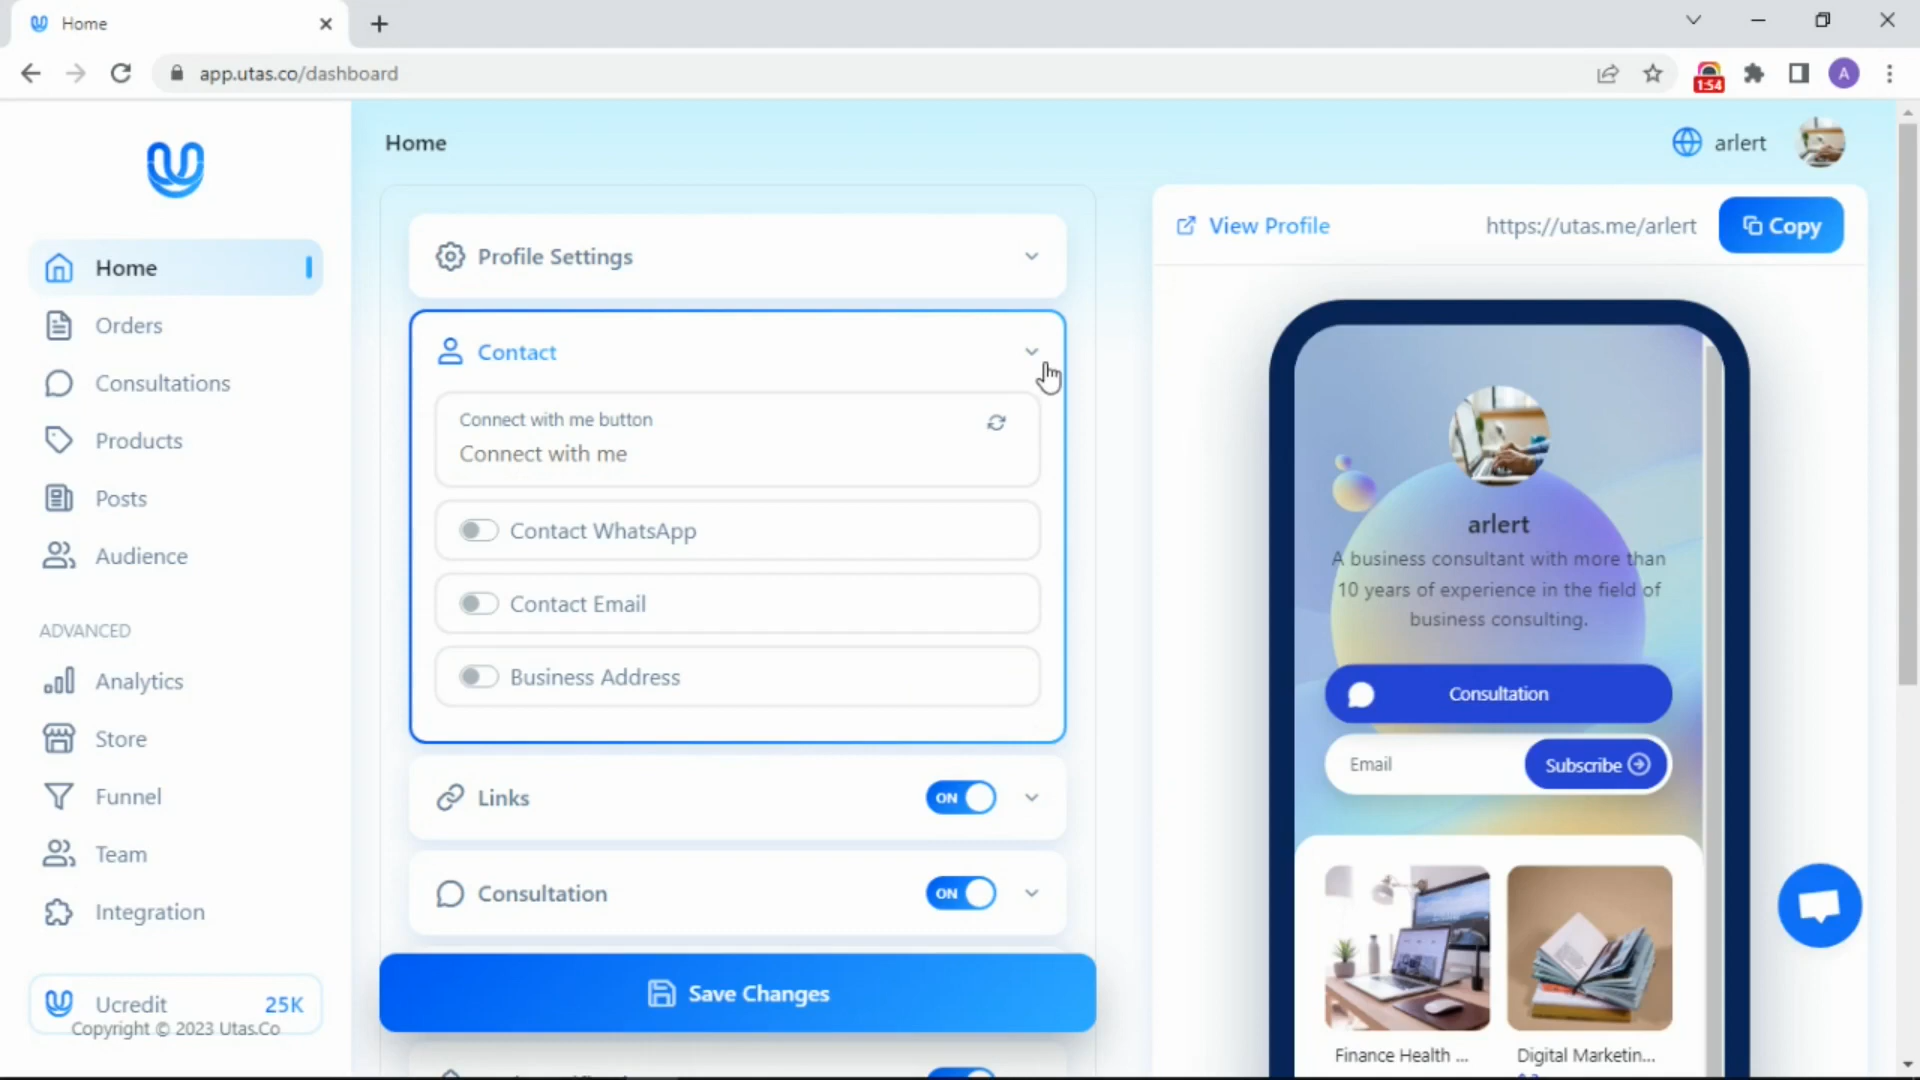 Home
app.utas.co/dashboard
1:54
A
Home
arlert
Home
Orders
Consultations
Products
Posts
Audience
ADVANCED
Analytics
Store
Funnel
Team
Integration
Ucredit 25K
Copyright © 2023 Utas.Co
Profile Settings
Contact
Connect with me button
Connect with me
Contact WhatsApp
Contact Email
Business Address
Links
ON
Consultation
ON
Save Changes
View Profile
https://utas.me/arlert
Copy
arlert
A business consultant with more than
10 years of experience in the field of
business consulting.
Consultation
Email
Subscribe
Finance Health ...
Digital Marketin...